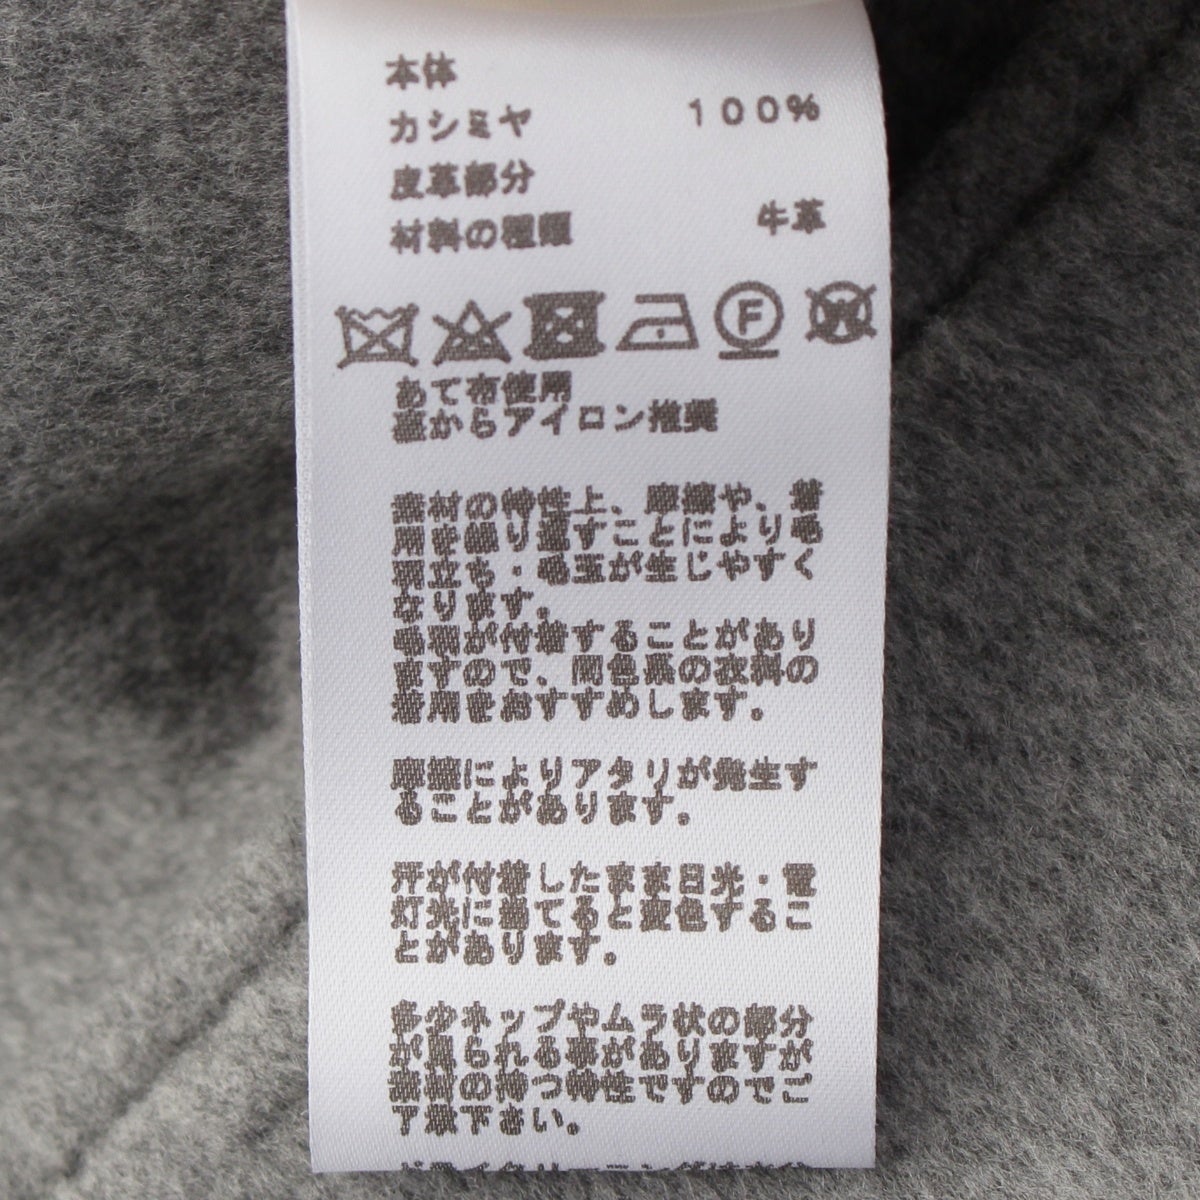 本体
カシミヤ 100%
皮革部分
材料の種類 牛革
F W
あて布使用
裏からアイロン推奨
素材の特性上、摩擦や、着
用を繰り返すことにより毛
羽立ち・毛玉が生じやすく
なります。
毛羽が付着することがあり
ますので、同色系の衣料の
着用をおすすめします。
摩擦によりアタリが発生す
ることがあります。
汗が付着したまま日光・電
灯光に当てると変色するこ
とがあります。
多少ネップやムラ状の部分
が見られる事がありますが
素材の持つ特性ですのでご
了承下さい。